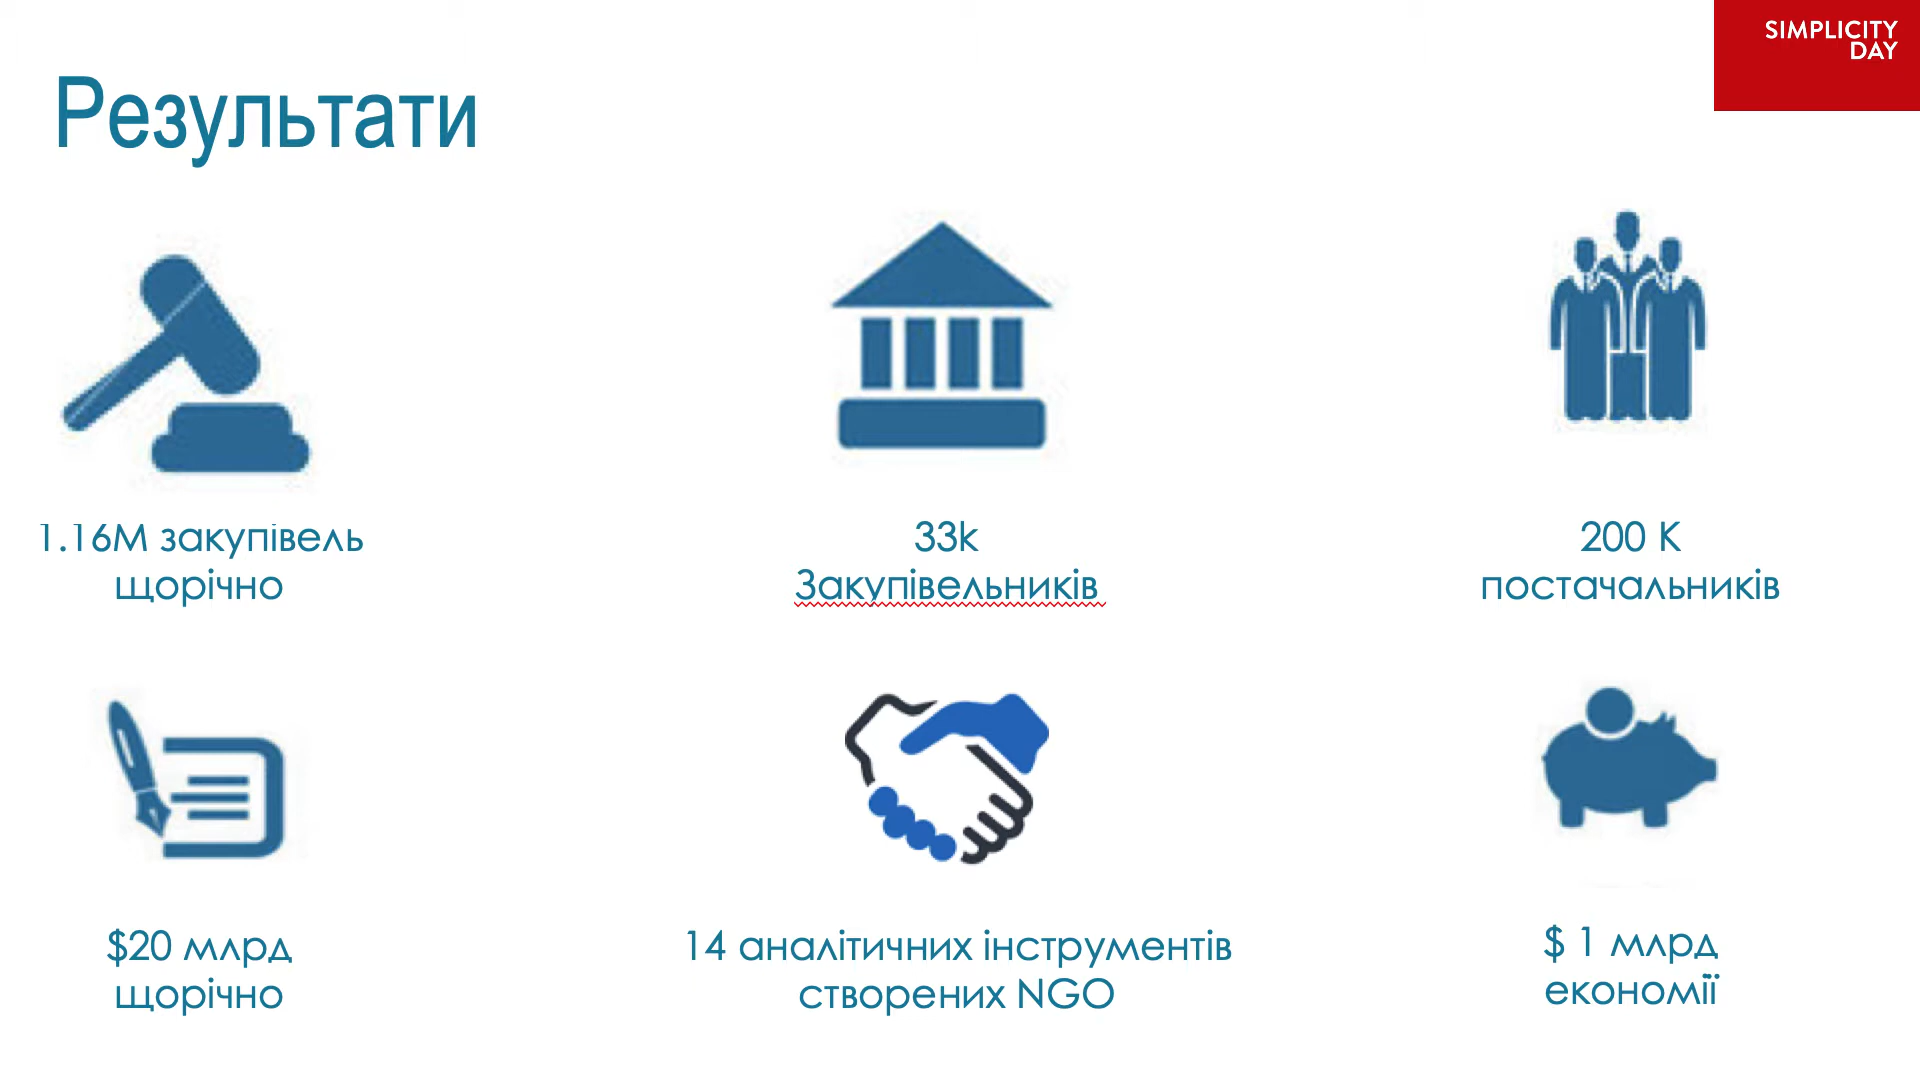 SIMPLICITY
DAY
Результати
1.16М закупівель
щорічно
33k
Закупівельників
200 К
постачальників
$20 млрд
щорічно
14 аналітичних інструментів
створених NGO
$ 1 млрд
економії